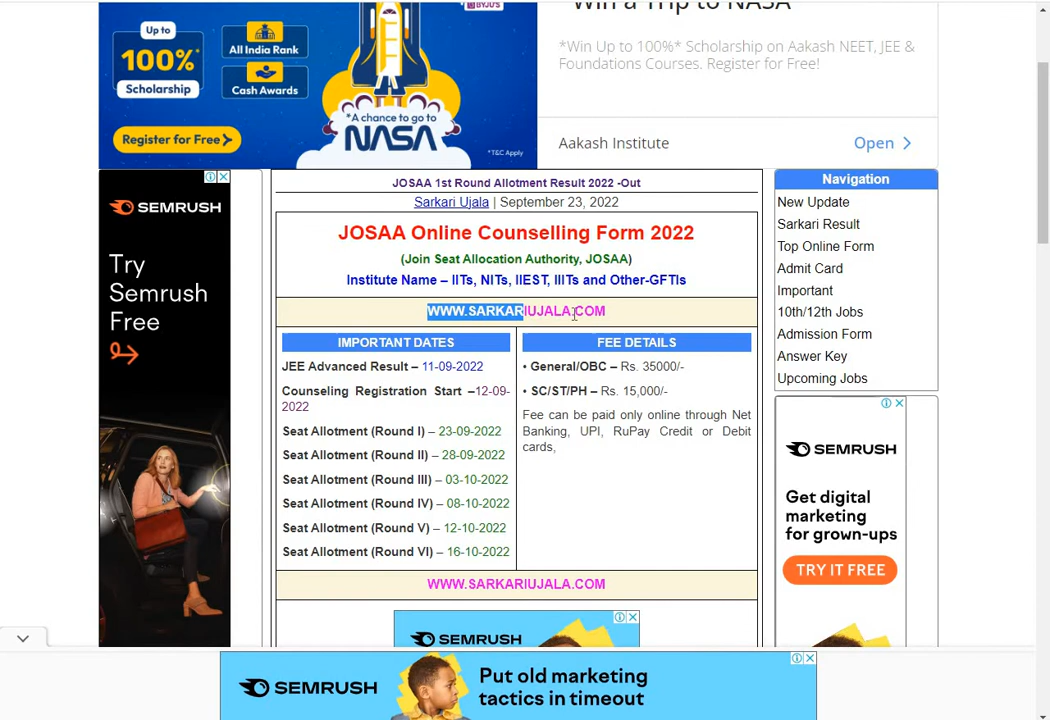 Win a Trip to NASA
BYJU'S
Up to
100%*
Scholarship
All India Rank
Cash Awards
Register for Free
*A chance to go to
NASA
*T&C Apply
*Win Up to 100%* Scholarship on Aakash NEET, JEE &
Foundations Courses. Register for Free!
Aakash Institute
Open
SEMRUSH
Try
Semrush
Free
JOSAA 1st Round Allotment Result 2022 -Out
Sarkari Ujala | September 23, 2022
JOSAA Online Counselling Form 2022
(Join Seat Allocation Authority, JOSAA)
Institute Name – IITs, NITs, IIEST, IIITs and Other-GFTIs
WWW.SARKARIUJALA.COM
IMPORTANT DATES
JEE Advanced Result – 11-09-2022
Counseling Registration Start –12-09-
2022
Seat Allotment (Round I) – 23-09-2022
Seat Allotment (Round II) – 28-09-2022
Seat Allotment (Round III) – 03-10-2022
Seat Allotment (Round IV) – 08-10-2022
Seat Allotment (Round V) – 12-10-2022
Seat Allotment (Round VI) – 16-10-2022
FEE DETAILS
• General/OBC – Rs. 35000/-
• SC/ST/PH – Rs. 15,000/-
Fee can be paid only online through Net
Banking, UPI, RuPay Credit or Debit
cards,
WWW.SARKARIUJALA.COM
SEMRUSH
Navigation
New Update
Sarkari Result
Top Online Form
Admit Card
Important
10th/12th Jobs
Admission Form
Answer Key
Upcoming Jobs
SEMRUSH
Get digital
marketing
for grown-ups
TRY IT FREE
SEMRUSH
Put old marketing
tactics in timeout